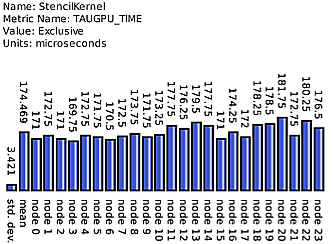 Name: StencilKernel
Metric Name: TAUGPU_TIME
Value: Exclusive
Units: microseconds
3.421
174.469
171
172.75
171
169.75
172.75
171.75
170.5
172.5
173.75
171.75
173.25
177.75
176.25
179.5
177.75
171
174.25
172
178.25
178.5
181.75
172.75
180.25
176.5
std. dev.
mean
node 0
node 1
node 2
node 3
node 4
node 5
node 6
node 7
node 8
node 9
node 10
node 11
node 12
node 13
node 14
node 15
node 16
node 17
node 18
node 19
node 20
node 21
node 22
node 23